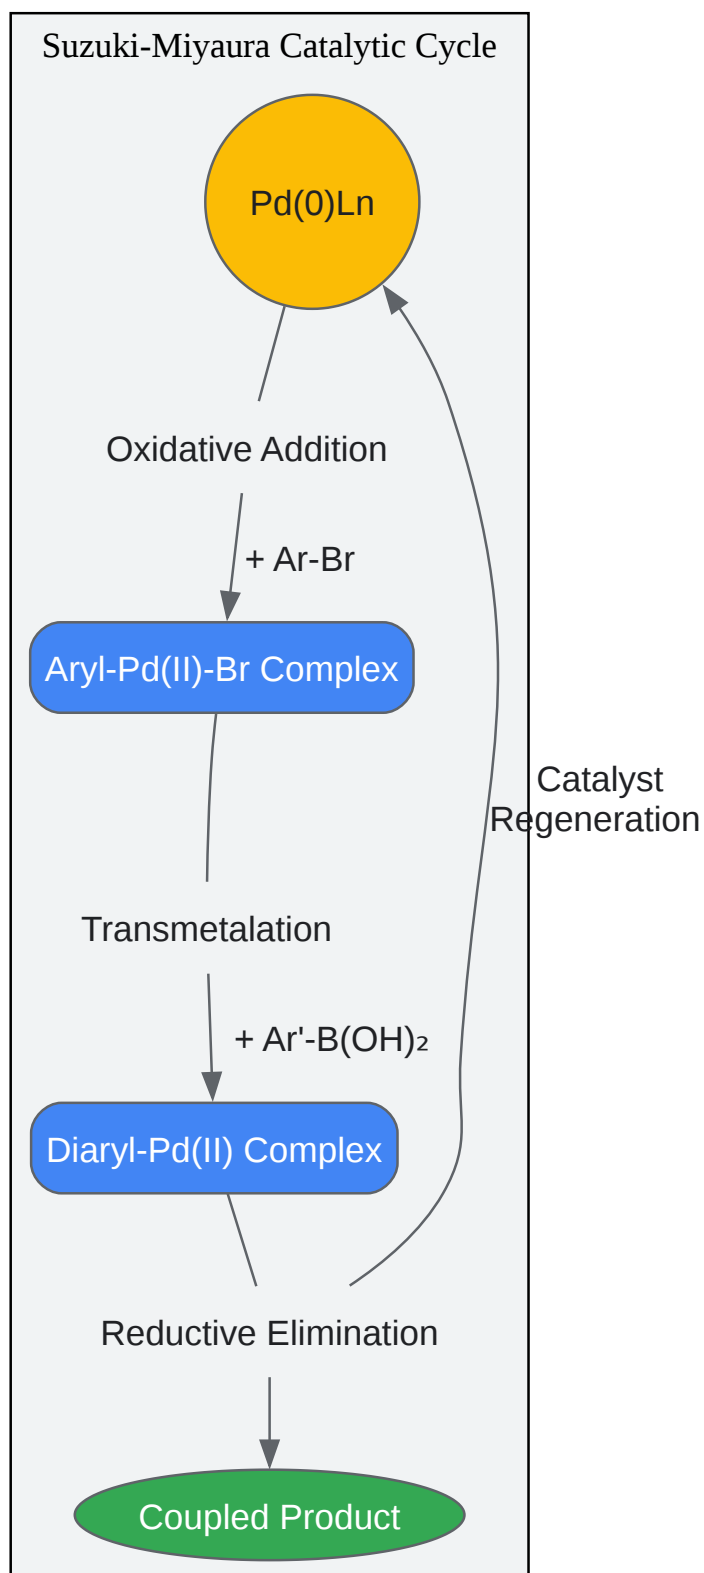 Suzuki-Miyaura Catalytic Cycle
Pd(0)Ln
Oxidative Addition
+ Ar-Br
Aryl-Pd(II)-Br Complex
Catalyst
Regeneration
Transmetalation
+ Ar'-B(OH)₂
Diaryl-Pd(II) Complex
Reductive Elimination
Coupled Product